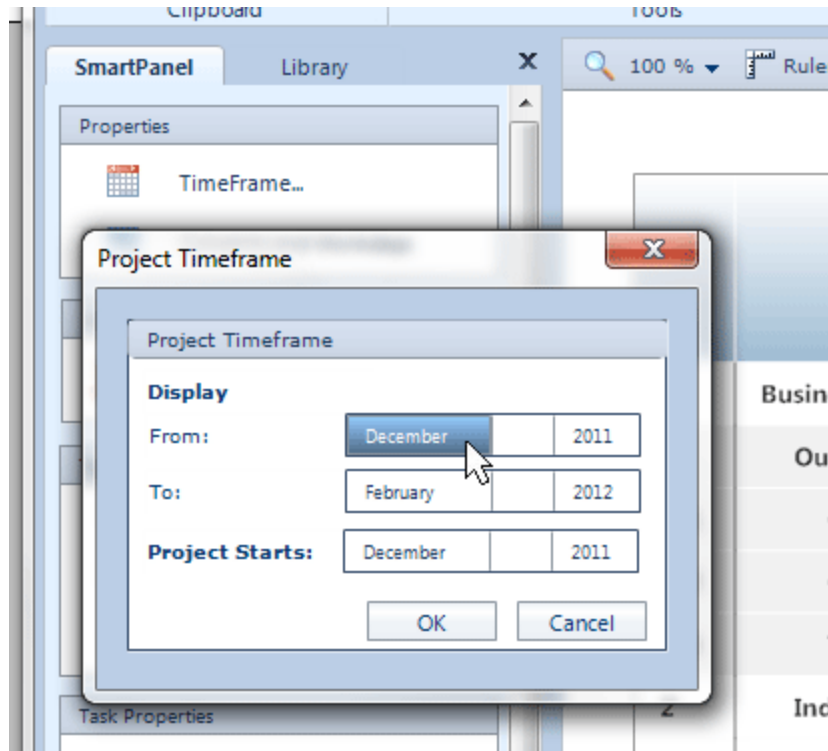 Clipboard Tools
SmartPanel Library x 100 % Rule
Properties
TimeFrame...
Project Timeframe
Project Timeframe
Display
From: December 2011
To: February 2012
Project Starts: December 2011
OK Cancel
Task Properties
Busin
Ou
2 Ind